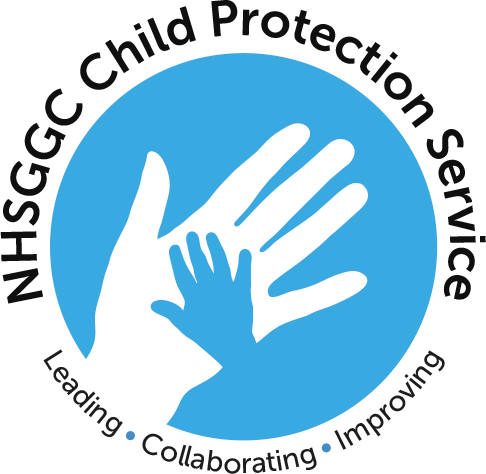 NHSGGC Child Protection Service
Leading • Collaborating • Improving